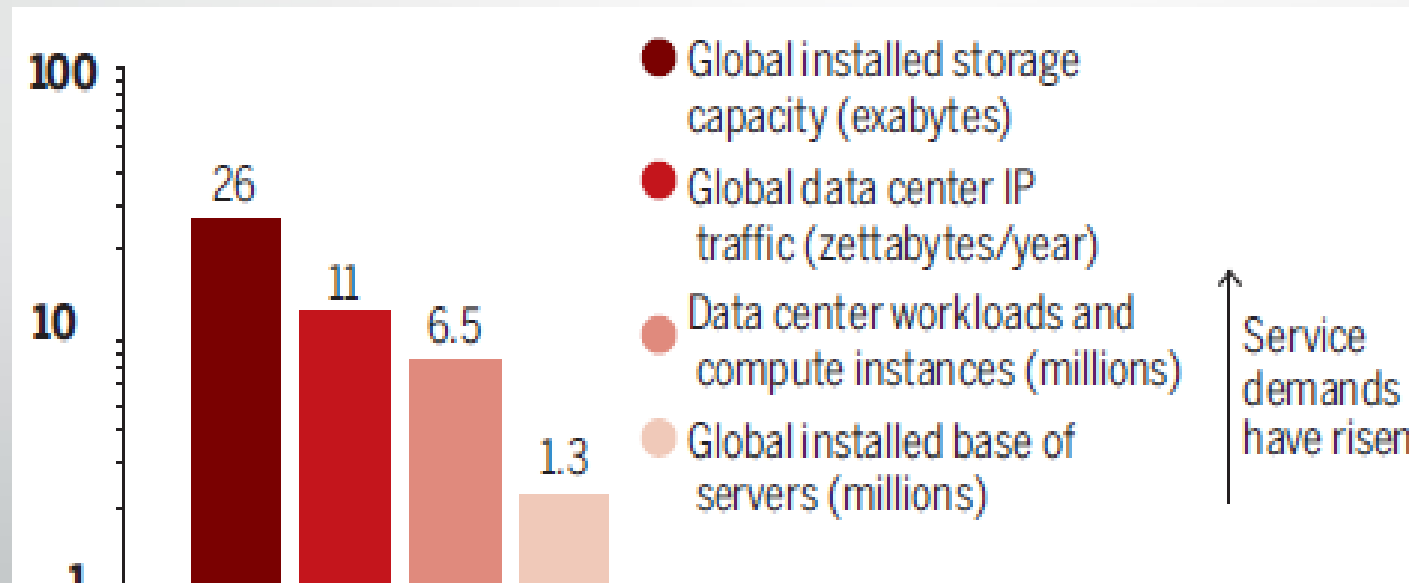 100
10
1
26
11
6.5
1.3
Global installed storage
capacity (exabytes)
Global data center IP
traffic (zettabytes/year)
Data center workloads and
compute instances (millions)
Global installed base of
servers (millions)
Service
demands
have risen